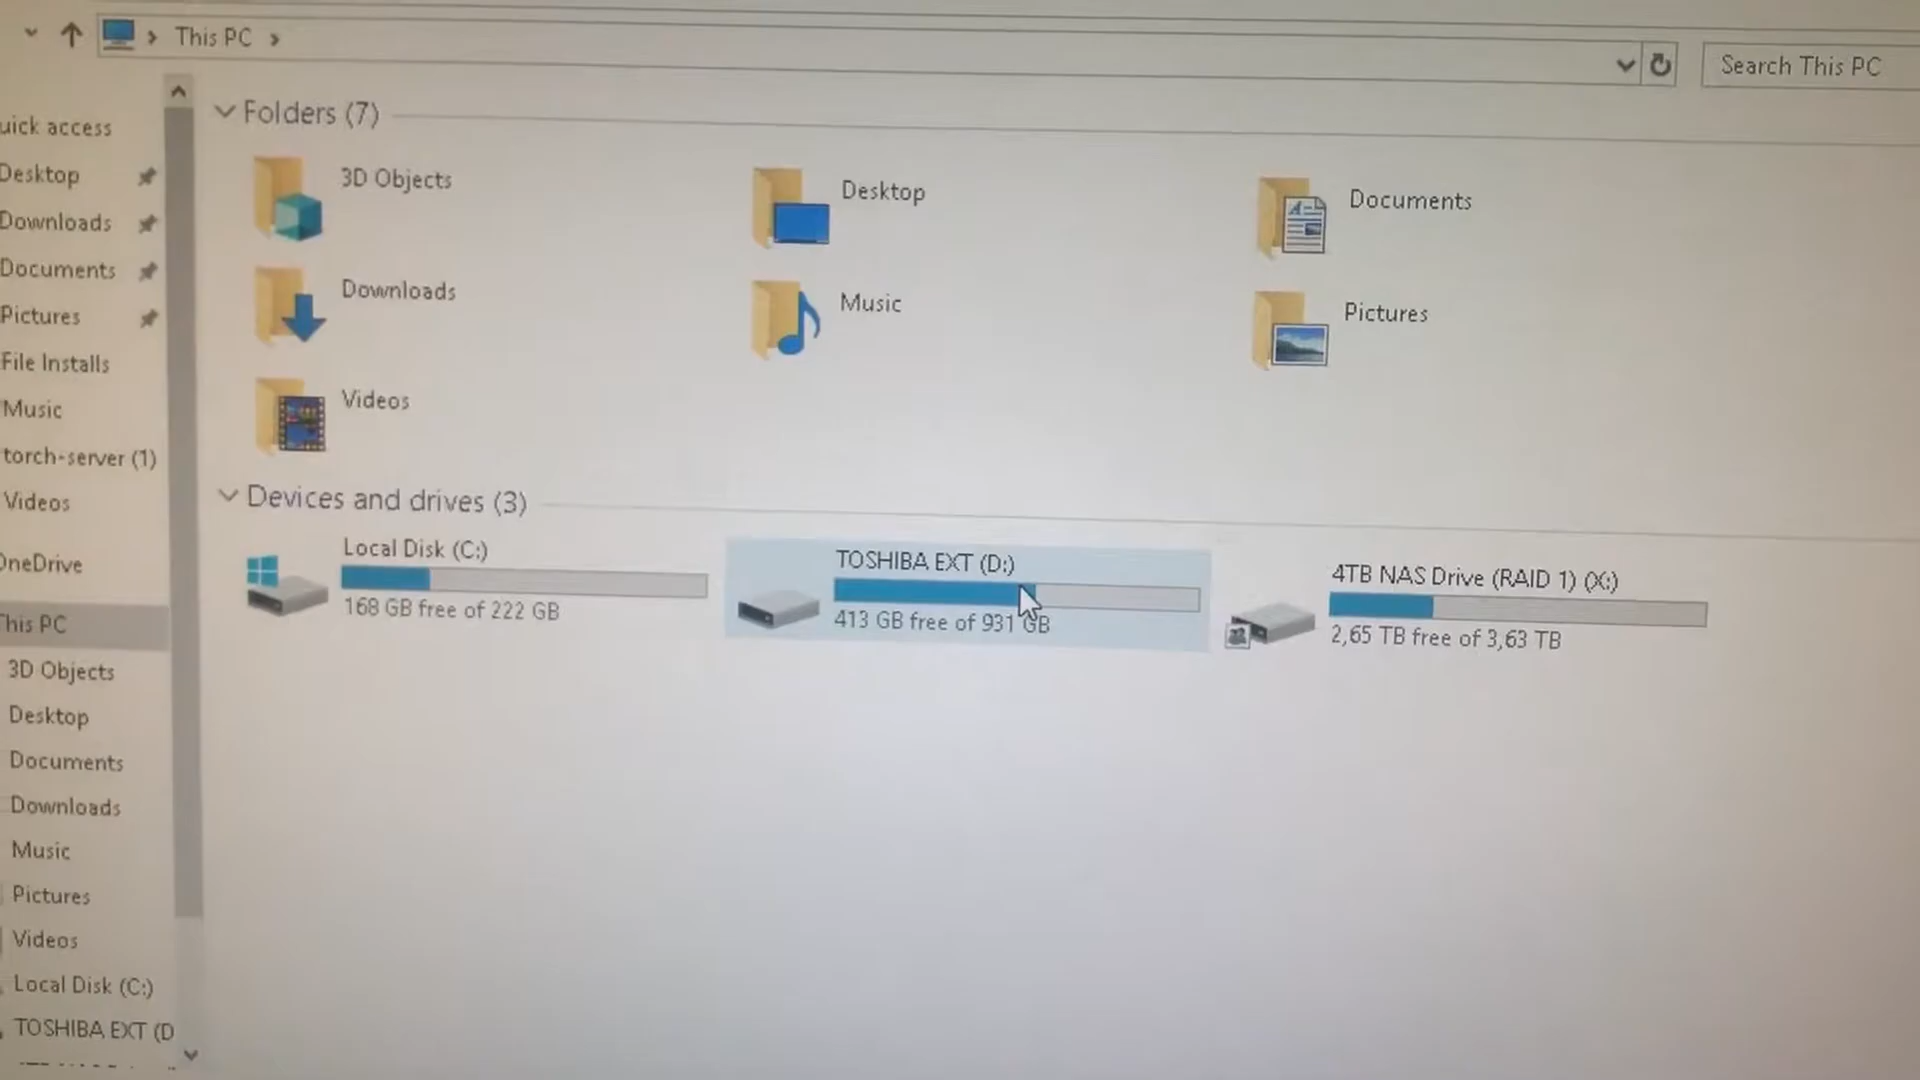 This PC
Search This PC
uick access
Desktop
Downloads
Documents
Pictures
File Installs
Music
torch-server (1)
Videos
OneDrive
This PC
3D Objects
Desktop
Documents
Downloads
Music
Pictures
Videos
Local Disk (C:)
TOSHIBA EXT (D
Folders (7)
3D Objects
Desktop
Documents
Downloads
Music
Pictures
Videos
Devices and drives (3)
Local Disk (C:)
168 GB free of 222 GB
TOSHIBA EXT (D:)
413 GB free of 931 GB
4TB NAS Drive (RAID 1) (X:)
2,65 TB free of 3,63 TB